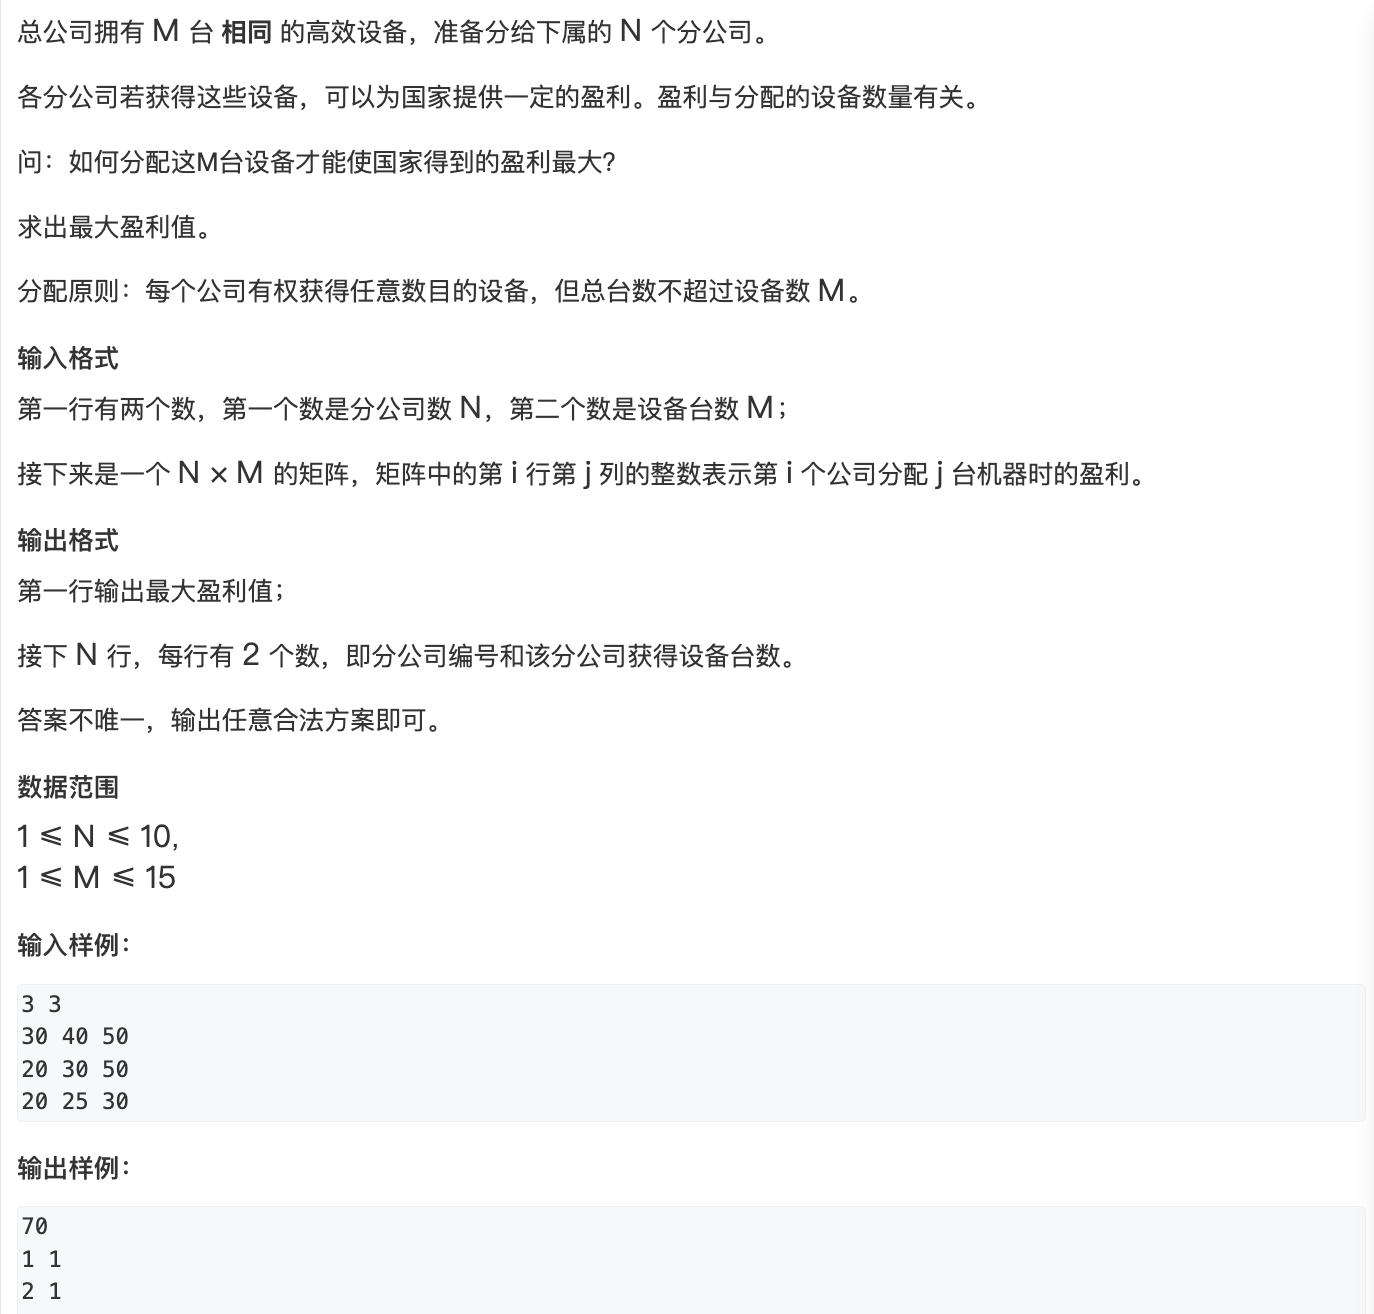 总公司拥有 M 台 相同 的高效设备，准备分给下属的 N 个分公司。
各分公司若获得这些设备，可以为国家提供一定的盈利。盈利与分配的设备数量有关。
问：如何分配这M台设备才能使国家得到的盈利最大?
求出最大盈利值。
分配原则：每个公司有权获得任意数目的设备，但总台数不超过设备数 M。
输入格式
第一行有两个数，第一个数是分公司数 N，第二个数是设备台数 M；
接下来是一个 N × M 的矩阵，矩阵中的第 i 行第 j 列的整数表示第 i 个公司分配 j 台机器时的盈利。
输出格式
第一行输出最大盈利值；
接下 N 行，每行有 2 个数，即分公司编号和该分公司获得设备台数。
答案不唯一，输出任意合法方案即可。
数据范围
1 ⩽ N ⩽ 10,
1 ⩽ M ⩽ 15
输入样例：
3 3
30 40 50
20 30 50
20 25 30
输出样例：
70
1 1
2 1